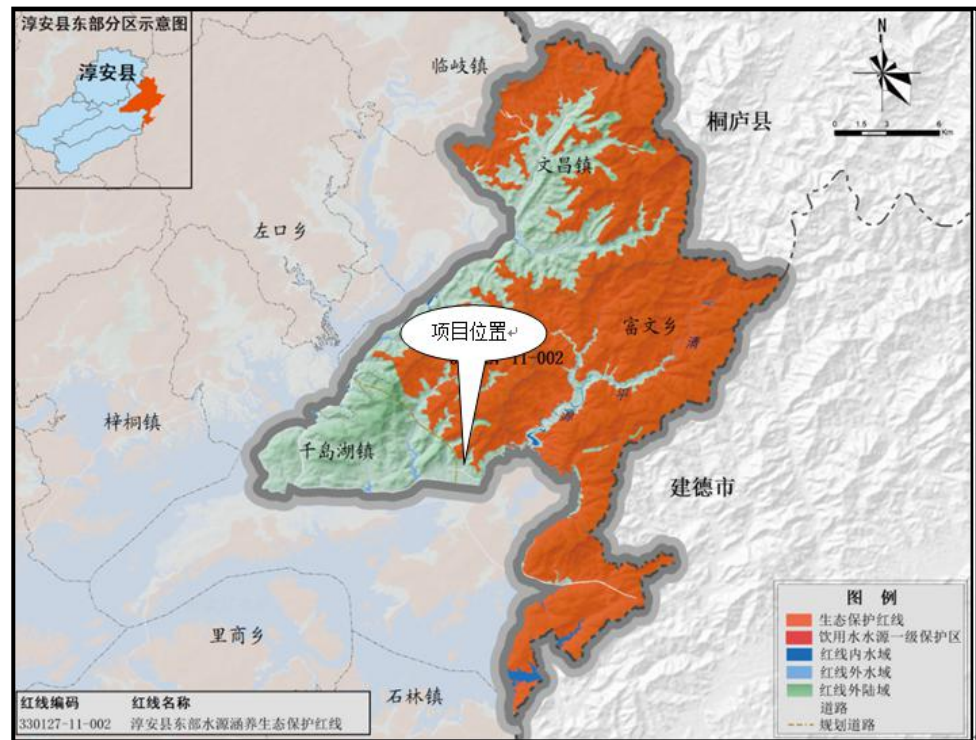 淳安县东部分区示意图
淳安县
临岐镇
N
桐庐县
0 1.5 3 6
Km
文昌镇
左口乡
项目位置
富文乡
清
-11-002
平
源
梓桐镇
千岛湖镇
建德市
里商乡
石林镇
图 例
生态保护红线
饮用水水源一级保护区
红线内水域
红线外水域
红线外陆域
道路
规划道路
红线编码 红线名称
330127-11-002 淳安县东部水源涵养生态保护红线